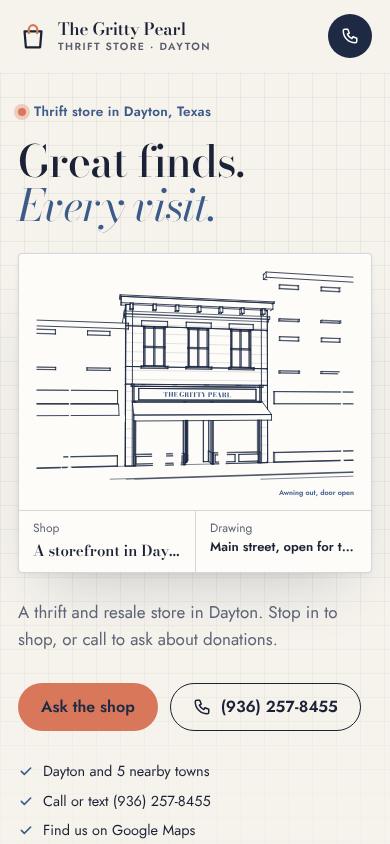 The Gritty Pearl
THRIFT STORE · DAYTON
Thrift store in Dayton, Texas
Great finds.
Every visit.
THE GRITTY PEARL
Awning out, door open
Shop
A storefront in Day...
Drawing
Main street, open for t...
A thrift and resale store in Dayton. Stop in to
shop, or call to ask about donations.
Ask the shop
(936) 257-8455
Dayton and 5 nearby towns
Call or text (936) 257-8455
Find us on Google Maps